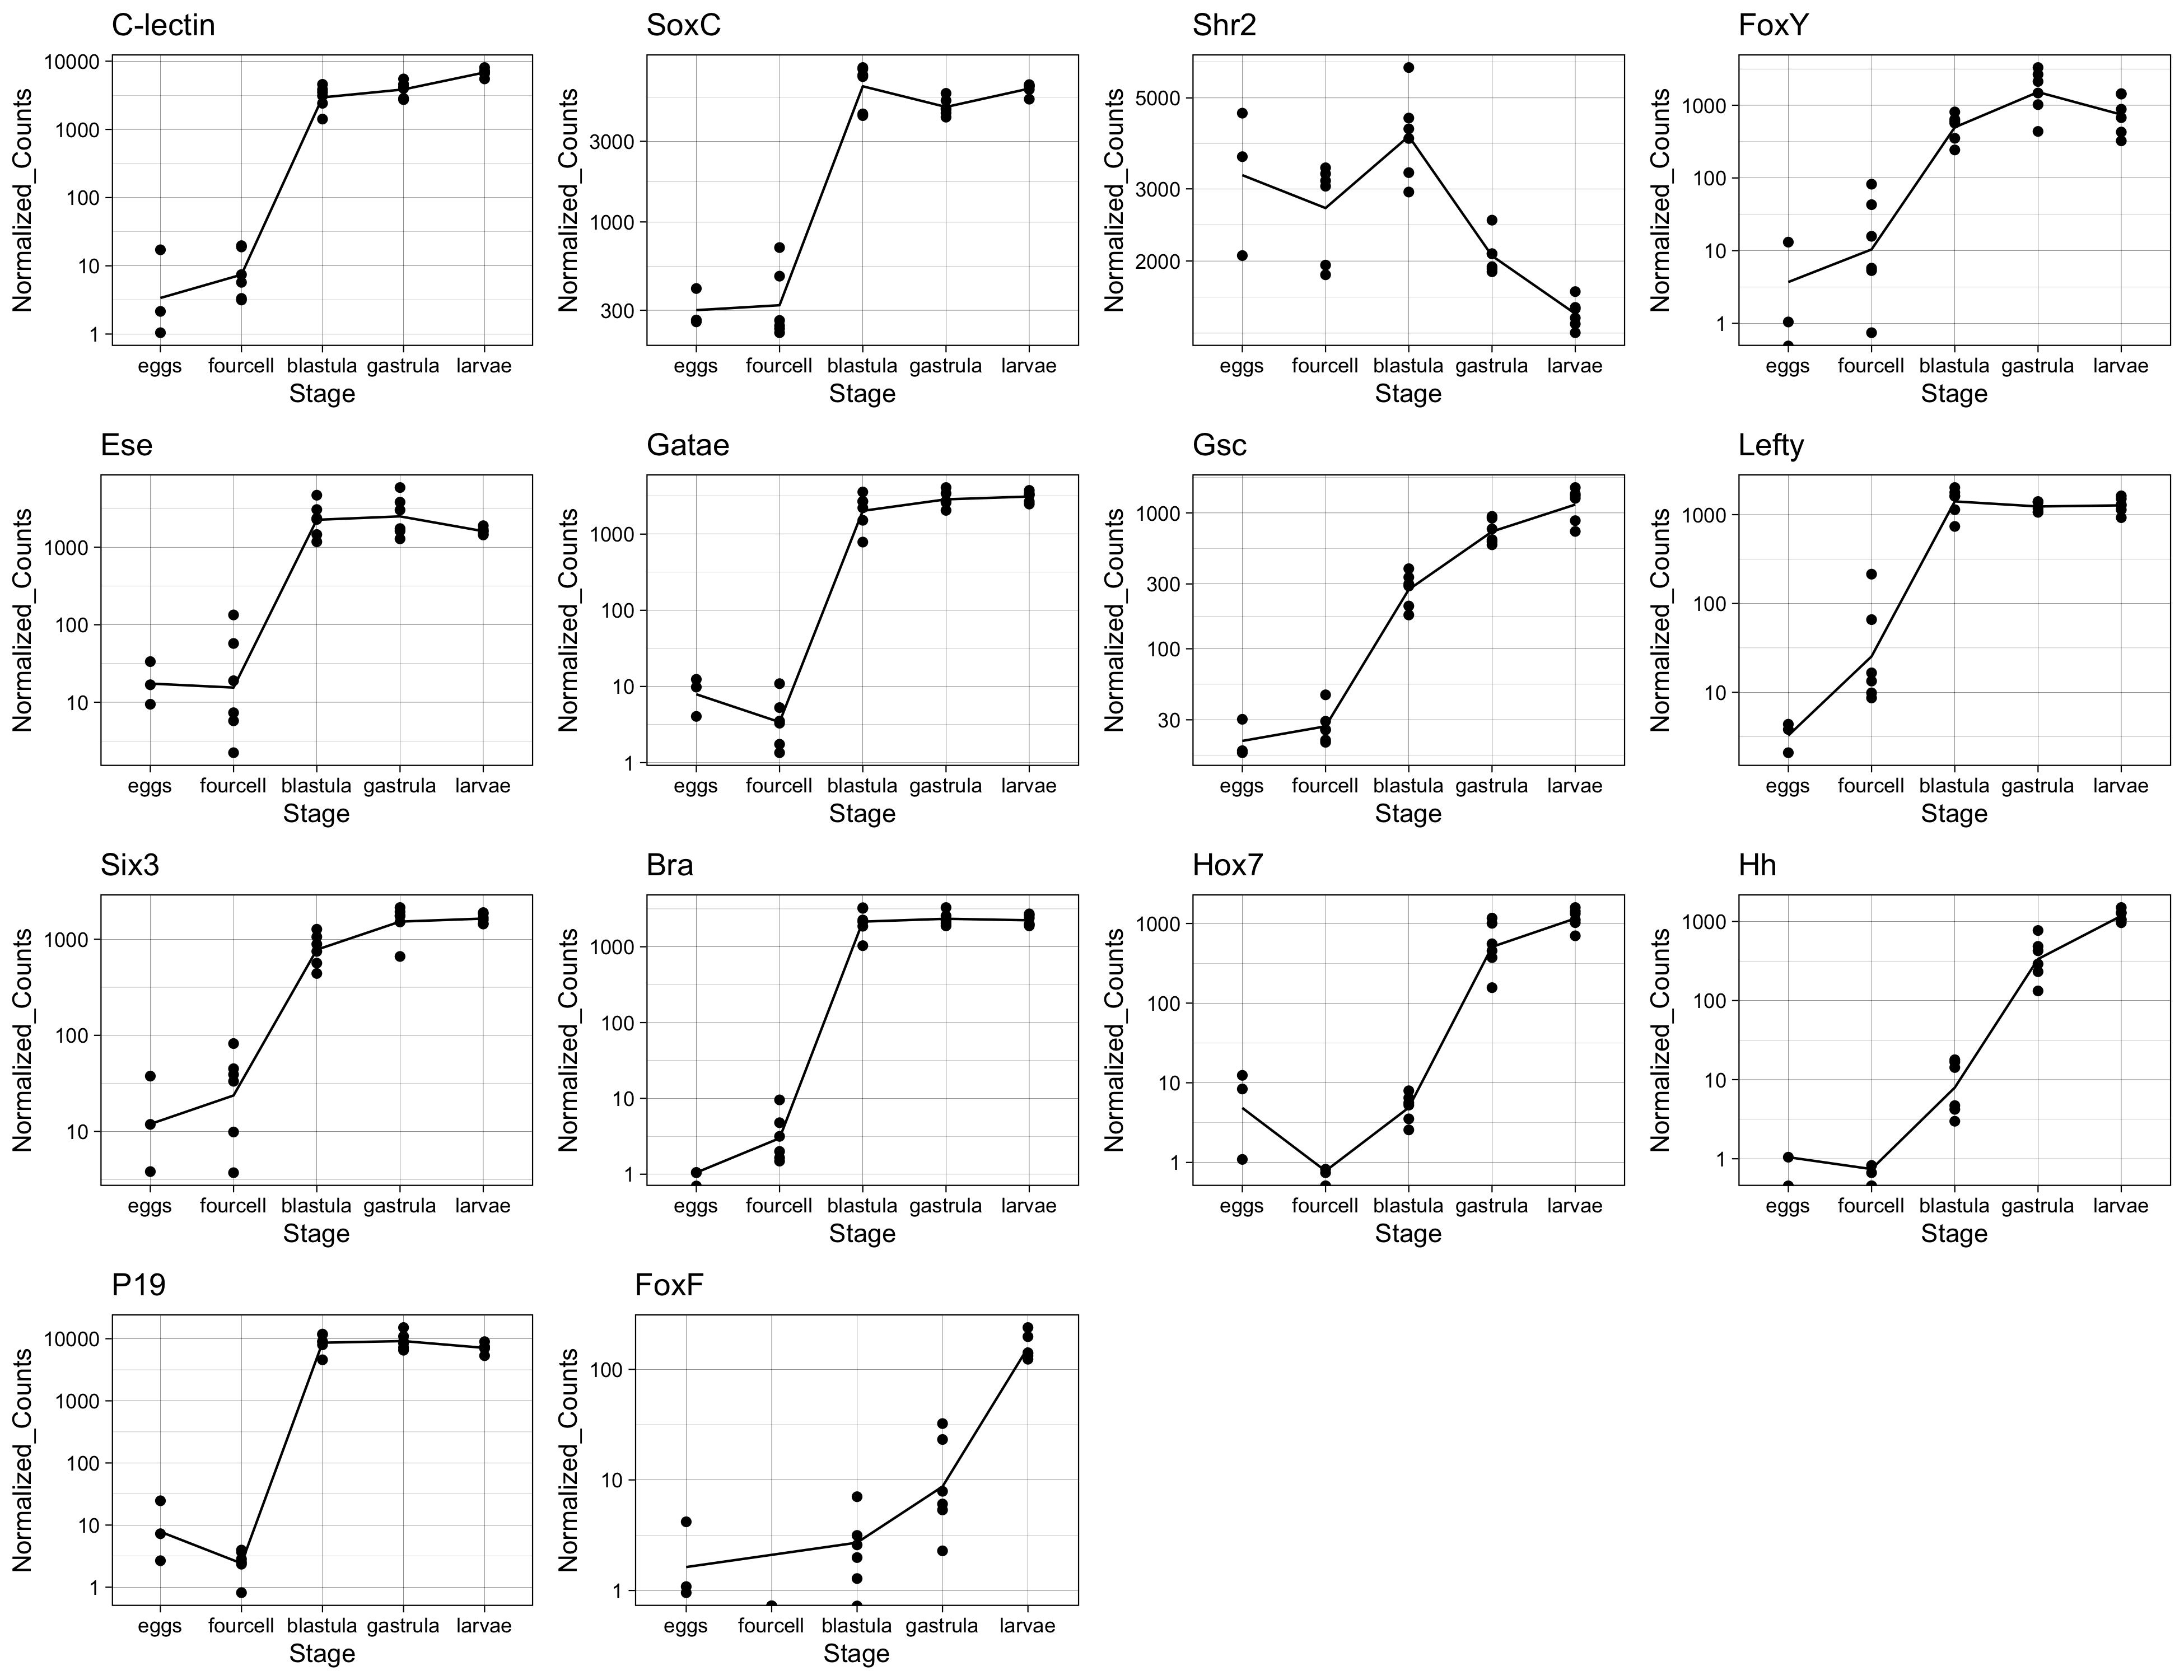 C-lectin
SoxC
Shr2
FoxY
Normalized_Counts
10000
1000
100
10
1
eggs fourcell blastula gastrula larvae
Stage
Normalized_Counts
3000
1000
300
eggs fourcell blastula gastrula larvae
Stage
Normalized_Counts
5000
3000
2000
eggs fourcell blastula gastrula larvae
Stage
Normalized_Counts
1000
100
10
1
eggs fourcell blastula gastrula larvae
Stage
Ese
Gatae
Gsc
Lefty
Normalized_Counts
1000
100
10
eggs fourcell blastula gastrula larvae
Stage
Normalized_Counts
1000
100
10
1
eggs fourcell blastula gastrula larvae
Stage
Normalized_Counts
1000
300
100
30
eggs fourcell blastula gastrula larvae
Stage
Normalized_Counts
1000
100
10
eggs fourcell blastula gastrula larvae
Stage
Six3
Bra
Hox7
Hh
Normalized_Counts
1000
100
10
eggs fourcell blastula gastrula larvae
Stage
Normalized_Counts
1000
100
10
1
eggs fourcell blastula gastrula larvae
Stage
Normalized_Counts
1000
100
10
1
eggs fourcell blastula gastrula larvae
Stage
Normalized_Counts
1000
100
10
1
eggs fourcell blastula gastrula larvae
Stage
P19
FoxF
Normalized_Counts
10000
1000
100
10
1
eggs fourcell blastula gastrula larvae
Stage
Normalized_Counts
100
10
1
eggs fourcell blastula gastrula larvae
Stage